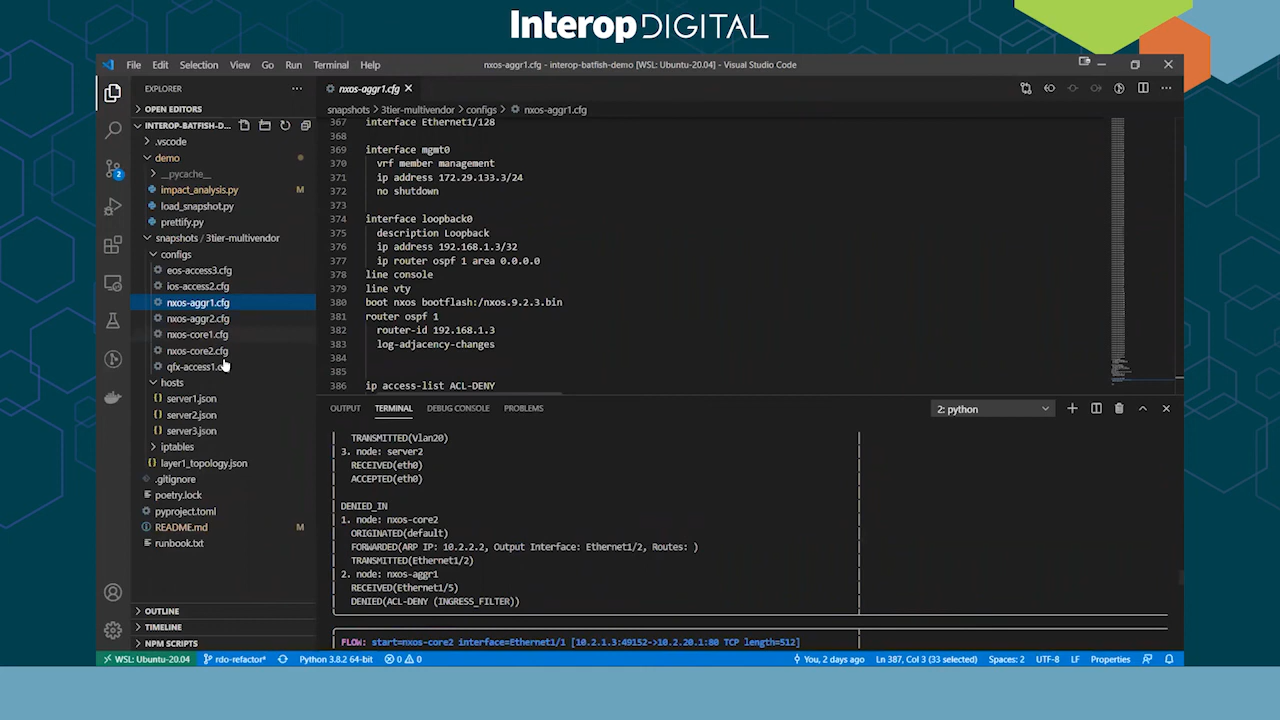 Interop DIGITAL
File Edit Selection View Go Run Terminal Help
nxos-aggr1.cfg - interop-batfish-demo [WSL: Ubuntu-20.04] - Visual Studio Code
EXPLORER
OPEN EDITORS
INTEROP-BATFISH-D...
.vscode
demo
__pycache__
impact_analysis.py M
load_snapshot.py
prettify.py
snapshots / 3tier-multivendor
configs
eos-access3.cfg
ios-access2.cfg
nxos-aggr1.cfg
nxos-aggr2.cfg
nxos-core1.cfg
nxos-core2.cfg
qfx-access1.
hosts
server1.json
server2.json
server3.json
iptables
layer1_topology.json
.gitignore
poetry.lock
pyproject.toml
README.md M
runbook.txt
OUTLINE
TIMELINE
NPM SCRIPTS
2
nxos-aggr1.cfg
snapshots > 3tier-multivendor > configs > nxos-aggr1.cfg
367 interface Ethernet1/128
368
369 interface mgmt0
370 vrf member management
371 ip address 172.29.133.3/24
372 no shutdown
373
374 interface loopback0
375 description Loopback
376 ip address 192.168.1.3/32
377 ip router ospf 1 area 0.0.0.0
378 line console
379 line vty
380 boot nxos bootflash:/nxos.9.2.3.bin
381 router ospf 1
382 router-id 192.168.1.3
383 log-adjacency-changes
384
385
386 ip access-list ACL-DENY
OUTPUT TERMINAL DEBUG CONSOLE PROBLEMS
2: python
TRANSMITTED(Vlan20)
3. node: server2
RECEIVED(eth0)
ACCEPTED(eth0)
DENIED_IN
1. node: nxos-core2
ORIGINATED(default)
FORWARDED(ARP IP: 10.2.2.2, Output Interface: Ethernet1/2, Routes: )
TRANSMITTED(Ethernet1/2)
2. node: nxos-aggr1
RECEIVED(Ethernet1/5)
DENIED(ACL-DENY (INGRESS_FILTER))
FLOW: start=nxos-core2 interface=Ethernet1/1 [10.2.1.3:49152->10.2.20.1:80 TCP length=512]
WSL: Ubuntu-20.04 rdo-refactor* Python 3.8.2 64-bit 0 0 You, 2 days ago Ln 387, Col 3 (33 selected) Spaces: 2 UTF-8 LF Properties